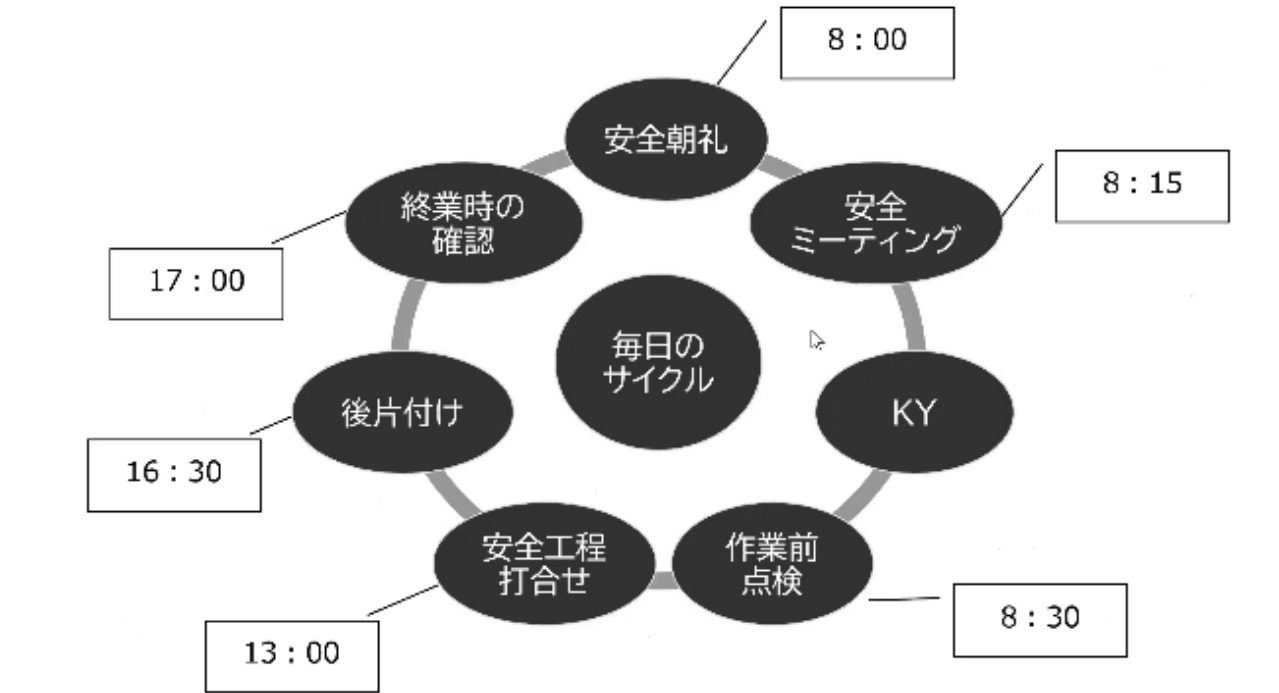 8：00
安全朝礼
8：15
安全
ミーティング
KY
作業前
点検
8：30
安全工程
打合せ
13：00
後片付け
16：30
終業時の
確認
17：00
毎日の
サイクル